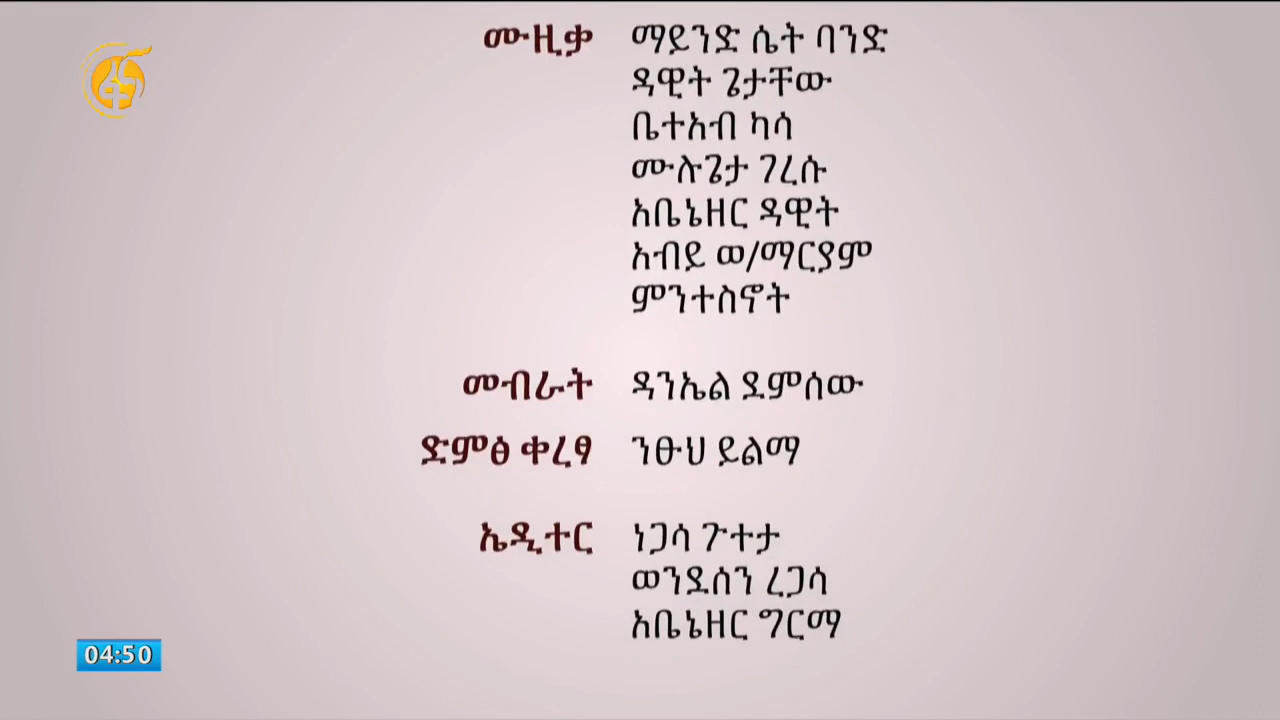 ሙዚቃ ማይንድ ሴት ባንድ
ዳዊት ጌታቸው
ቤተአብ ካሳ
ሙሉጌታ ገረሱ
አቤኔዘር ዳዊት
አብይ ወ/ማርያም
ምንተስኖት
መብራት ዳንኤል ደምሰው
ድምፅ ቀረፃ ንፁህ ይልማ
ኤዲተር ነጋሳ ጉተታ
ወንደሰን ረጋሳ
አቤኔዘር ግርማ
04:50